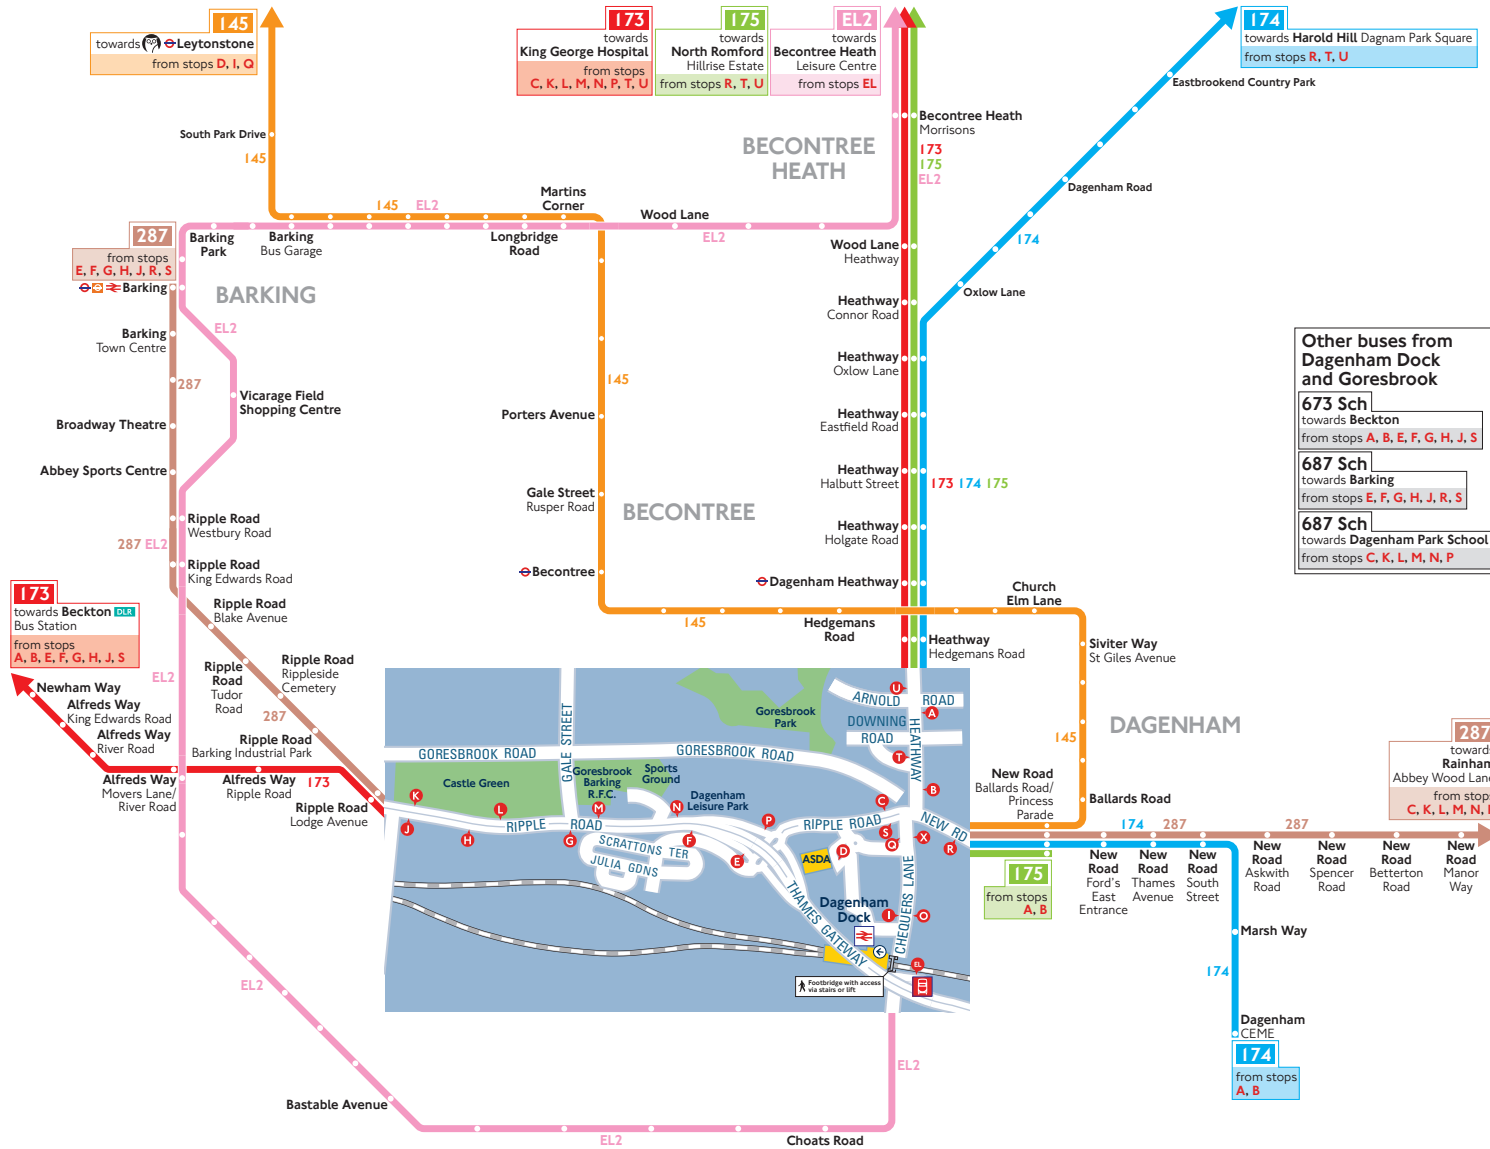 145
towards Leytonstone
from stops D, I, Q
173
towards
King George Hospital
from stops
C, K, L, M, N, P, T, U
175
towards
North Romford
Hillrise Estate
from stops R, T, U
EL2
towards
Becontree Heath
Leisure Centre
from stops EL
174
towards Harold Hill Dagnam Park Square
from stops R, T, U
Eastbrookend Country Park
South Park Drive
145
Becontree Heath
Morrisons
173
175
EL2
BECONTREE
HEATH
Dagenham Road
174
Oxlow Lane
Martins
Corner
145
EL2
Wood Lane
EL2
287
from stops
E, F, G, H, J, R, S
Barking
Barking
Park
Barking
Bus Garage
Longbridge
Road
BARKING
EL2
Barking
Town Centre
287
Vicarage Field
Shopping Centre
Broadway Theatre
Abbey Sports Centre
Ripple Road
Westbury Road
287 EL2
Ripple Road
King Edwards Road
Wood Lane
Heathway
Heathway
Connor Road
Heathway
Oxlow Lane
Heathway
Eastfield Road
Heathway
Halbutt Street
173 174 175
Heathway
Holgate Road
Dagenham Heathway
145
Porters Avenue
Gale Street
Rusper Road
BECONTREE
Becontree
145
Hedgemans
Road
Church
Elm Lane
Heathway
Hedgemans Road
Siviter Way
St Giles Avenue
Other buses from
Dagenham Dock
and Goresbrook
673 Sch
towards Beckton
from stops A, B, E, F, G, H, J, S
687 Sch
towards Barking
from stops E, F, G, H, J, R, S
687 Sch
towards Dagenham Park School
from stops C, K, L, M, N, P
173
towards Beckton DLR
Bus Station
from stops
A, B, E, F, G, H, J, S
Ripple Road
Blake Avenue
Ripple
Road
Tudor
Road
Ripple Road
Rippleside
Cemetery
EL2
287
Newham Way
Alfreds Way
King Edwards Road
Alfreds Way
River Road
Ripple Road
Barking Industrial Park
Alfreds Way
Movers Lane/
River Road
Alfreds Way
Ripple Road
173
Ripple Road
Lodge Avenue
DAGENHAM
145
New Road
Ballards Road/
Princess
Parade
Ballards Road
174
287
287
287
towards
Rainham
Abbey Wood Lane
from stops
C, K, L, M, N,
175
from stops
A, B
New
Road
Ford's
East
Entrance
New
Road
Thames
Avenue
New
Road
South
Street
New
Road
Askwith
Road
New
Road
Spencer
Road
New
Road
Betterton
Road
New
Road
Manor
Way
Marsh Way
174
Dagenham
CEME
174
from stops
A, B
GORESBROOK ROAD
GALE STREET
GORESBROOK ROAD
Goresbrook
Park
ARNOLD ROAD
DOWNING
ROAD
HEATHWAY
U
A
T
B
Castle Green
Goresbrook
Barking
R.F.C.
Sports
Ground
Dagenham
Leisure Park
K
L
M
N
P
C
J
H
RIPPLE ROAD
G
F
E
RIPPLE ROAD
S
Q
X
NEW RD
R
SCRATTONS TER
JULIA GDNS
ASDA
D
THAMES GATEWAY
Dagenham
Dock
I
O
CHEQUERS LANE
EL
Footbridge with access
via stairs or lift
EL2
EL2
Bastable Avenue
EL2
Choats Road